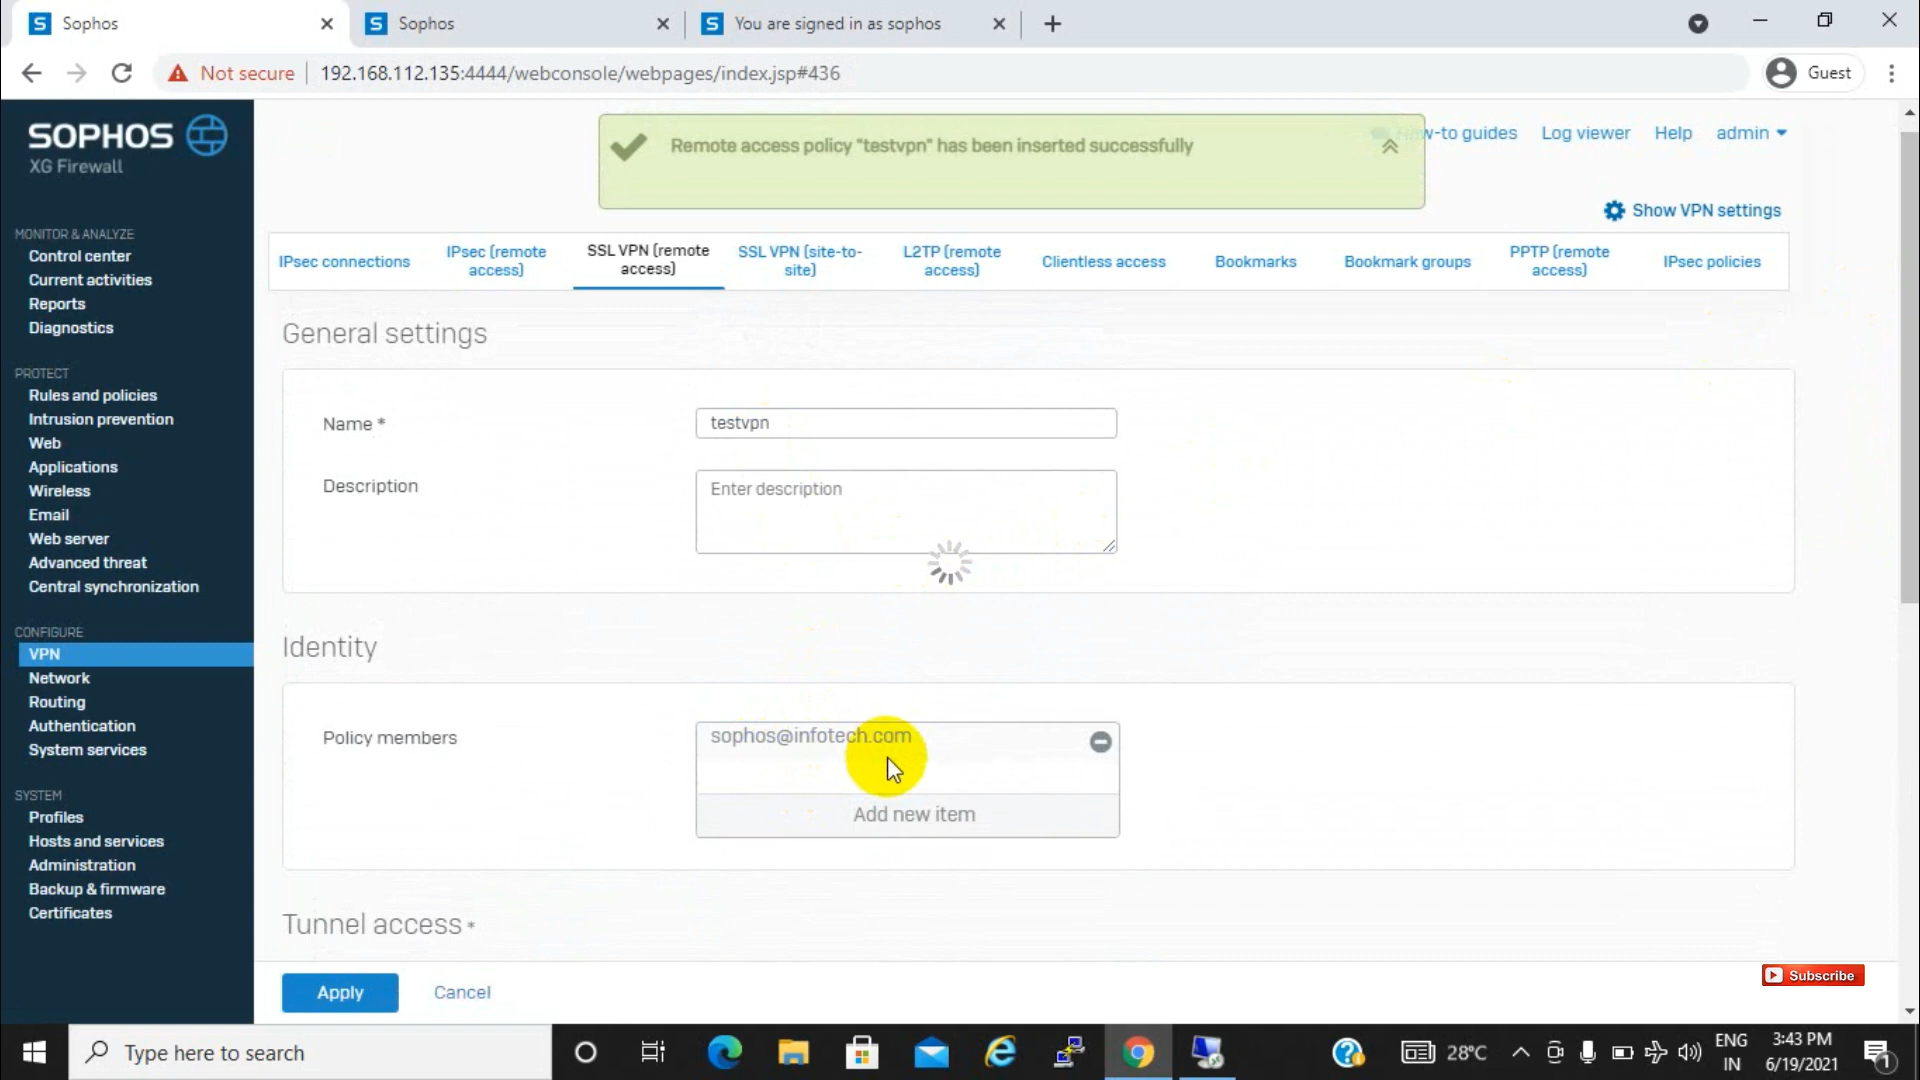 Sophos
Sophos
You are signed in as sophos
Not secure
192.168.112.135:4444/webconsole/webpages/index.jsp#436
Guest
SOPHOS
XG Firewall
Remote access policy "testvpn" has been inserted successfully
w-to guides
Log viewer
Help
admin
Show VPN settings
IPsec connections
IPsec (remote
access)
SSL VPN (remote
access)
SSL VPN (site-to-
site)
L2TP (remote
access)
Clientless access
Bookmarks
Bookmark groups
PPTP (remote
access)
IPsec policies
MONITOR & ANALYZE
Control center
Current activities
Reports
Diagnostics
PROTECT
Rules and policies
Intrusion prevention
Web
Applications
Wireless
Email
Web server
Advanced threat
Central synchronization
CONFIGURE
VPN
Network
Routing
Authentication
System services
SYSTEM
Profiles
Hosts and services
Administration
Backup & firmware
Certificates
General settings
Name *
testvpn
Description
Enter description
Identity
Policy members
sophos@infotech.com
Add new item
Tunnel access *
Apply
Cancel
Subscribe
Type here to search
28°C
ENG
IN
3:43 PM
6/19/2021
1